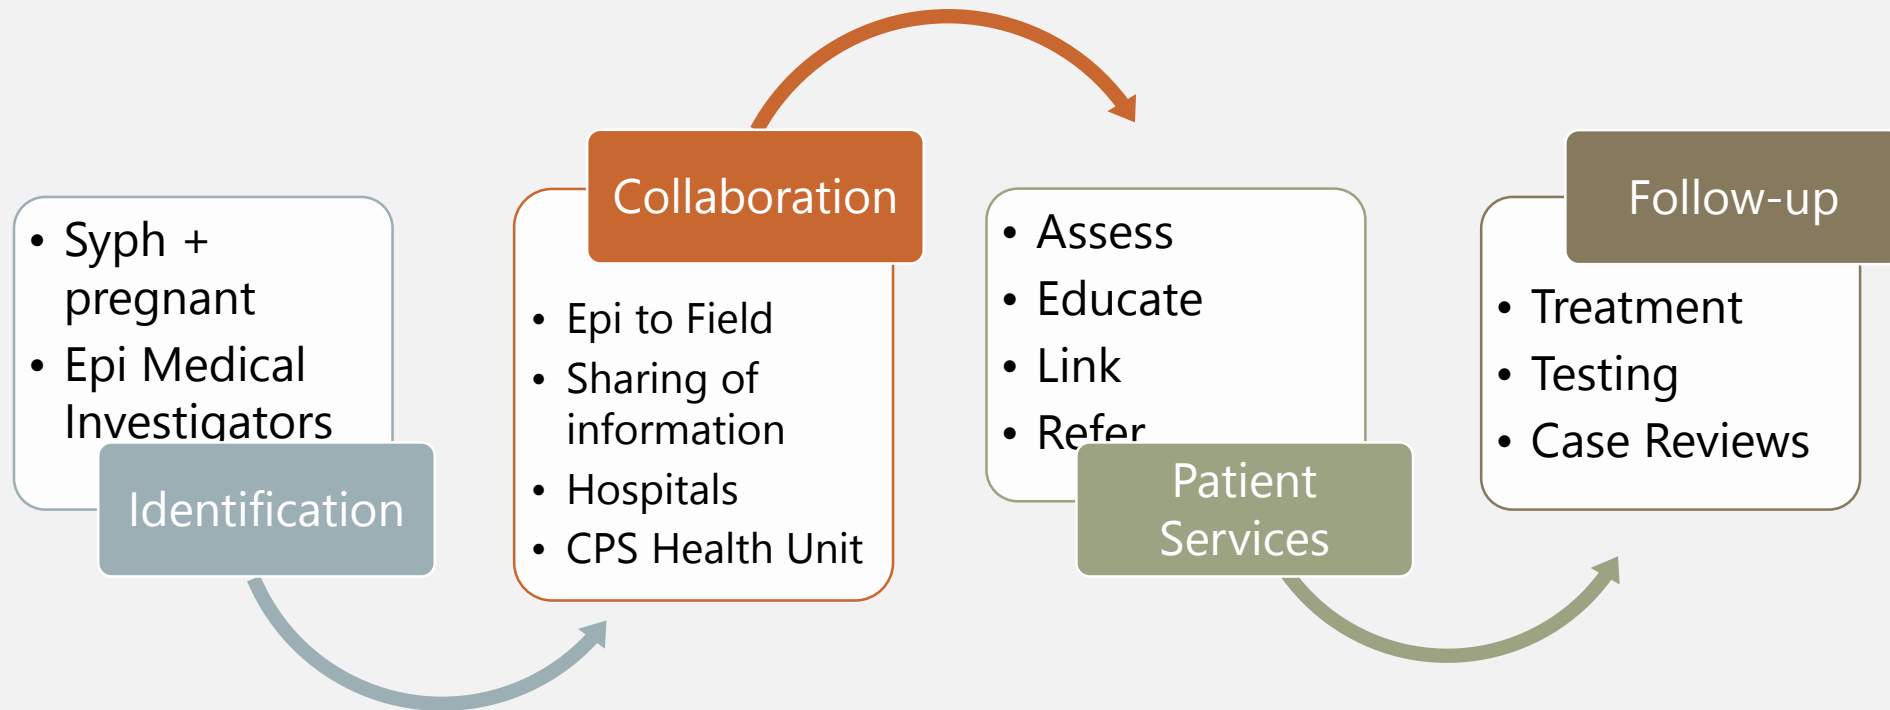 • Syph +
pregnant
• Epi Medical
Investigators
Identification
Collaboration
• Epi to Field
• Sharing of
information
• Hospitals
• CPS Health Unit
• Assess
• Educate
• Link
• Refer
Patient
Services
Follow-up
• Treatment
• Testing
• Case Reviews